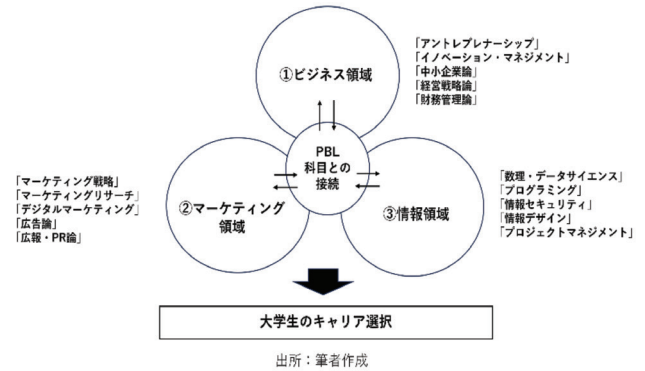 「アントレプレナーシップ」
「イノベーション・マネジメント」
「中小企業論」
「経営戦略論」
「財務管理論」
①ビジネス領域
PBL
科目との
接続
「マーケティング戦略」
「マーケティングリサーチ」
「デジタルマーケティング」
「広告論」
「広報・PR論」
②マーケティング
領域
③情報領域
「数理・データサイエンス」
「プログラミング」
「情報セキュリティ」
「情報デザイン」
「プロジェクトマネジメント」
大学生のキャリア選択
出所：筆者作成